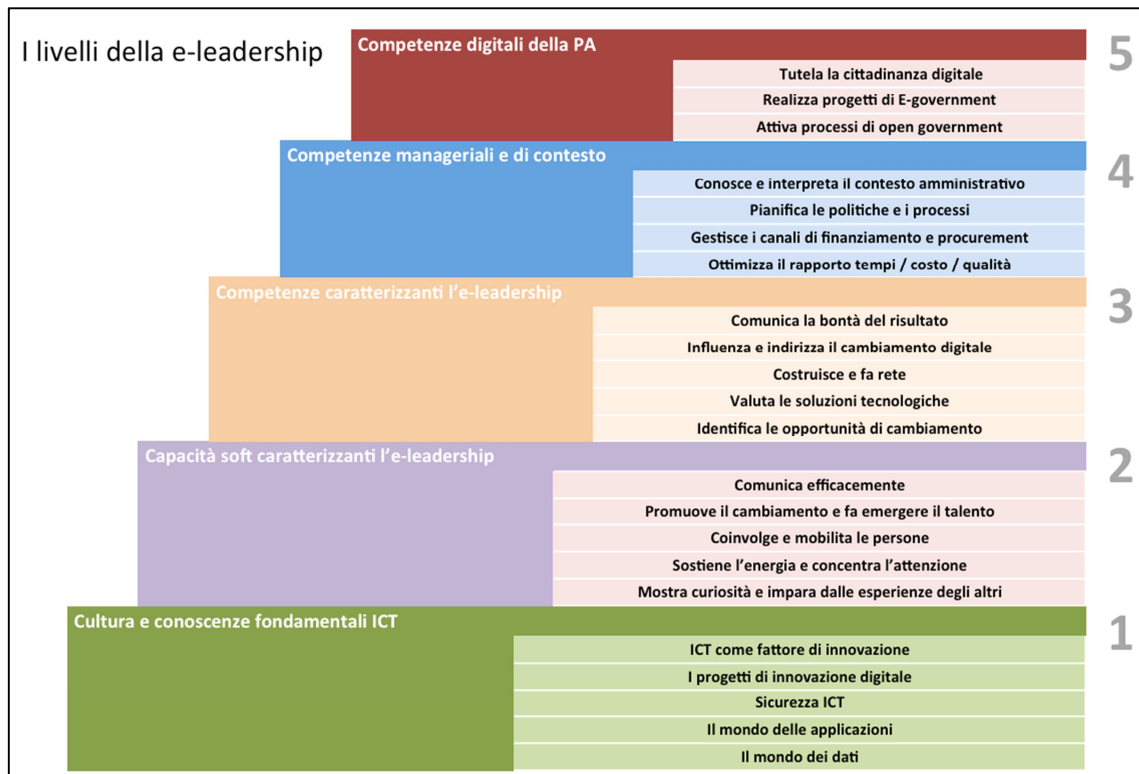 I livelli della e-leadership
Competenze digitali della PA
5
Tutela la cittadinanza digitale
Realizza progetti di E-government
Attiva processi di open government
Competenze manageriali e di contesto
4
Conosce e interpreta il contesto amministrativo
Pianifica le politiche e i processi
Gestisce i canali di finanziamento e procurement
Ottimizza il rapporto tempi / costo / qualità
Competenze caratterizzanti l’e-leadership
3
Comunica la bontà del risultato
Influenza e indirizza il cambiamento digitale
Costruisce e fa rete
Valuta le soluzioni tecnologiche
Identifica le opportunità di cambiamento
Capacità soft caratterizzanti l’e-leadership
2
Comunica efficacemente
Promuove il cambiamento e fa emergere il talento
Coinvolge e mobilita le persone
Sostiene l’energia e concentra l’attenzione
Mostra curiosità e impara dalle esperienze degli altri
Cultura e conoscenze fondamentali ICT
1
ICT come fattore di innovazione
I progetti di innovazione digitale
Sicurezza ICT
Il mondo delle applicazioni
Il mondo dei dati